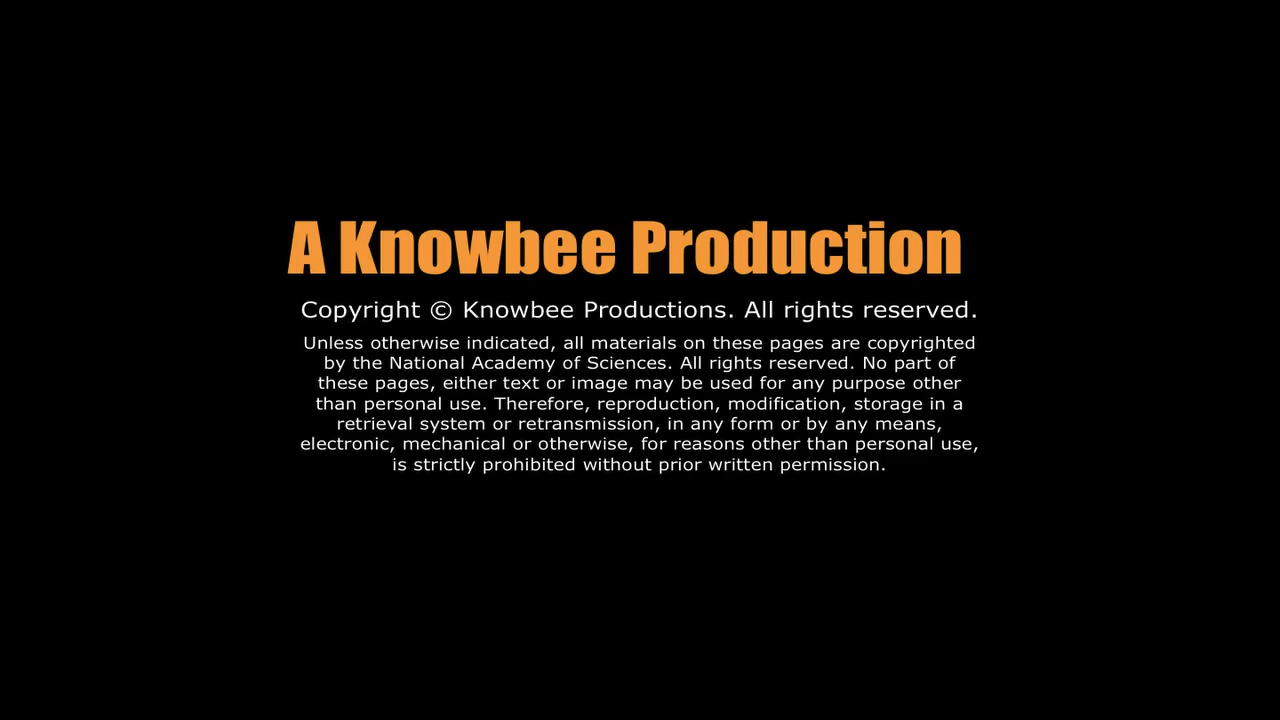 A Knowbee Production
Copyright © Knowbee Productions. All rights reserved.
Unless otherwise indicated, all materials on these pages are copyrighted
by the National Academy of Sciences. All rights reserved. No part of
these pages, either text or image may be used for any purpose other
than personal use. Therefore, reproduction, modification, storage in a
retrieval system or retransmission, in any form or by any means,
electronic, mechanical or otherwise, for reasons other than personal use,
is strictly prohibited without prior written permission.